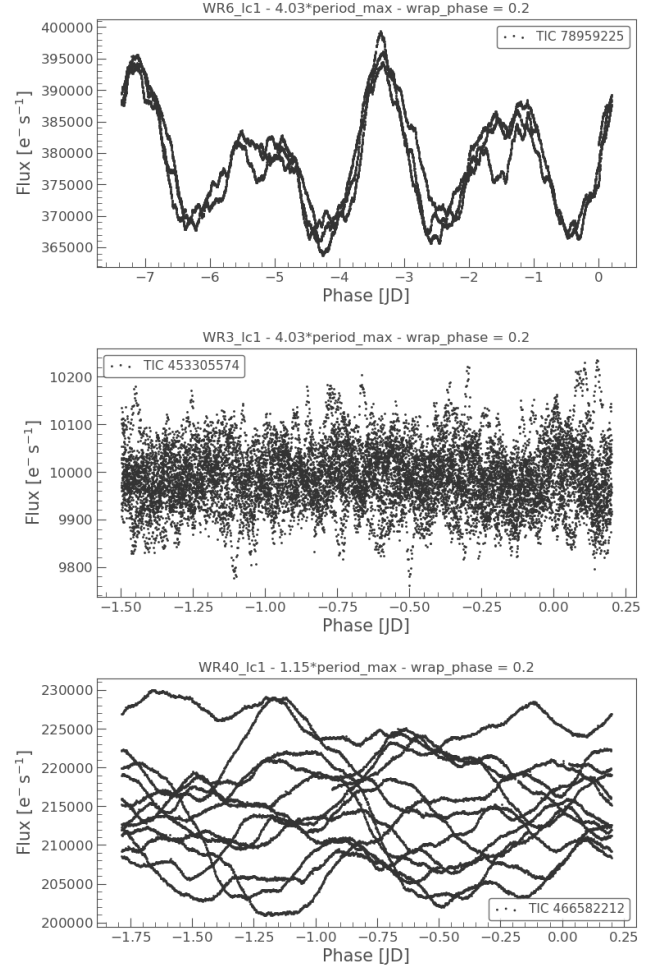 WR6_lc1 - 4.03*period_max - wrap_phase = 0.2
400000
395000
390000
385000
380000
375000
370000
365000
Flux [e⁻ s⁻¹]
TIC 78959225
−7 −6 −5 −4 −3 −2 −1 0
Phase [JD]
WR3_lc1 - 4.03*period_max - wrap_phase = 0.2
TIC 453305574
10200
10100
10000
9900
9800
Flux [e⁻ s⁻¹]
−1.50 −1.25 −1.00 −0.75 −0.50 −0.25 0.00 0.25
Phase [JD]
WR40_lc1 - 1.15*period_max - wrap_phase = 0.2
230000
225000
220000
215000
210000
205000
200000
Flux [e⁻ s⁻¹]
TIC 466582212
−1.75 −1.50 −1.25 −1.00 −0.75 −0.50 −0.25 0.00 0.25
Phase [JD]